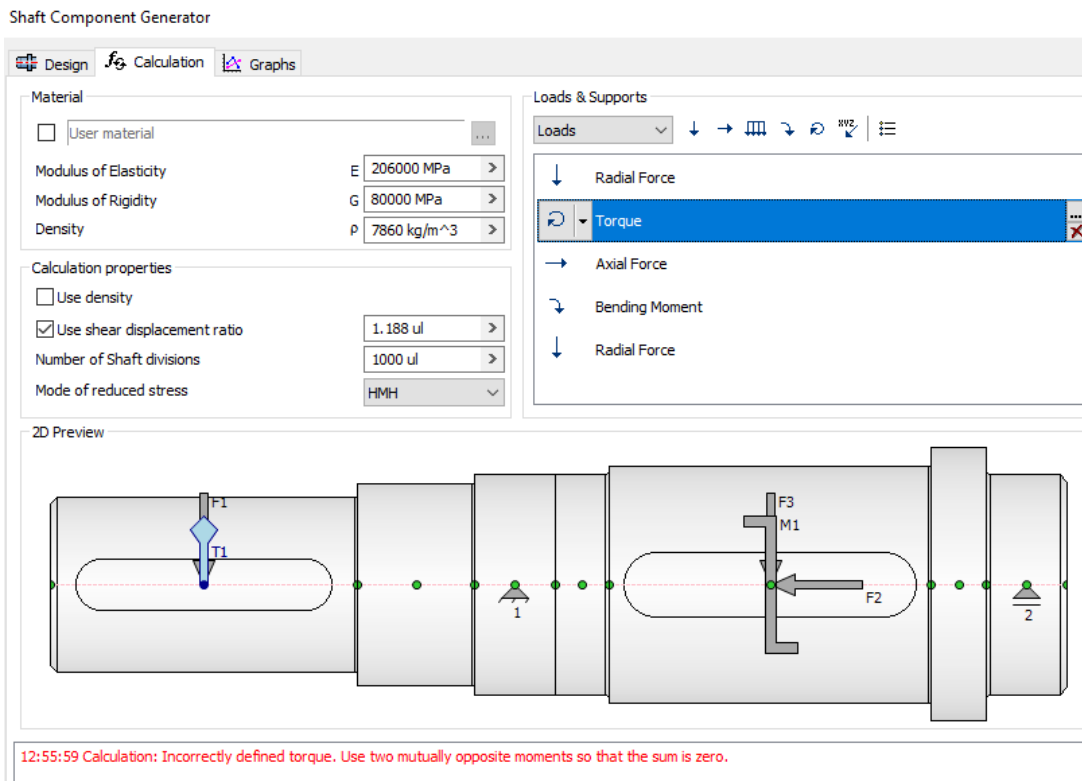 Shaft Component Generator
Design Calculation Graphs
Material
User material ...
Modulus of Elasticity E 206000 MPa
Modulus of Rigidity G 80000 MPa
Density ρ 7860 kg/m^3
Calculation properties
Use density
Use shear displacement ratio 1.188 ul
Number of Shaft divisions 1000 ul
Mode of reduced stress HMH
Loads & Supports
Loads XYZ
Radial Force
Torque ...
Axial Force
Bending Moment
Radial Force
2D Preview
F1 F3
M1
T1
F2
1 2
12:55:59 Calculation: Incorrectly defined torque. Use two mutually opposite moments so that the sum is zero.